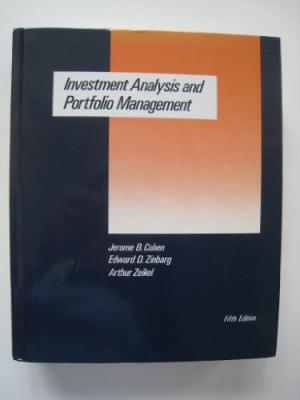 Investment Analysis and
Portfolio Management
Jerome B. Cohen
Edward D. Zinbarg
Arthur Zeikel
Fifth Edition